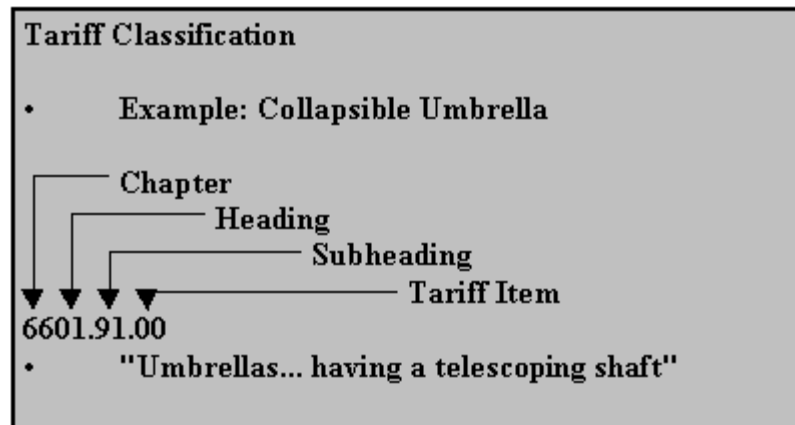 Tariff Classification
• Example: Collapsible Umbrella
Chapter
Heading
Subheading
Tariff Item
6601.91.00
• "Umbrellas... having a telescoping shaft"